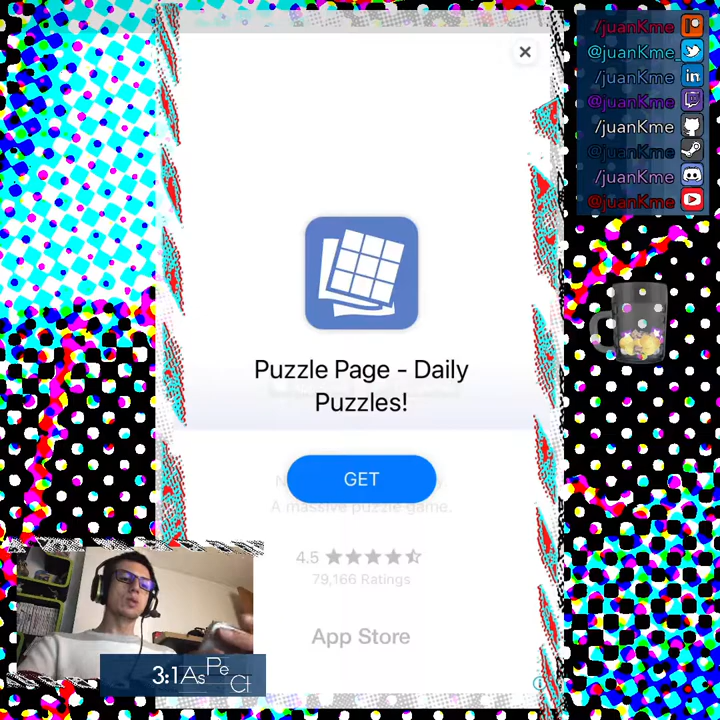 /juanKme
@juanKme_
/juanKme
@juanKme
/juanKme
@juanKme
/juanKme
@juanKme
Puzzle Page - Daily
Puzzles!
GET
A massive puzzle game.
4.5
79,166 Ratings
App Store
3:1AsPect